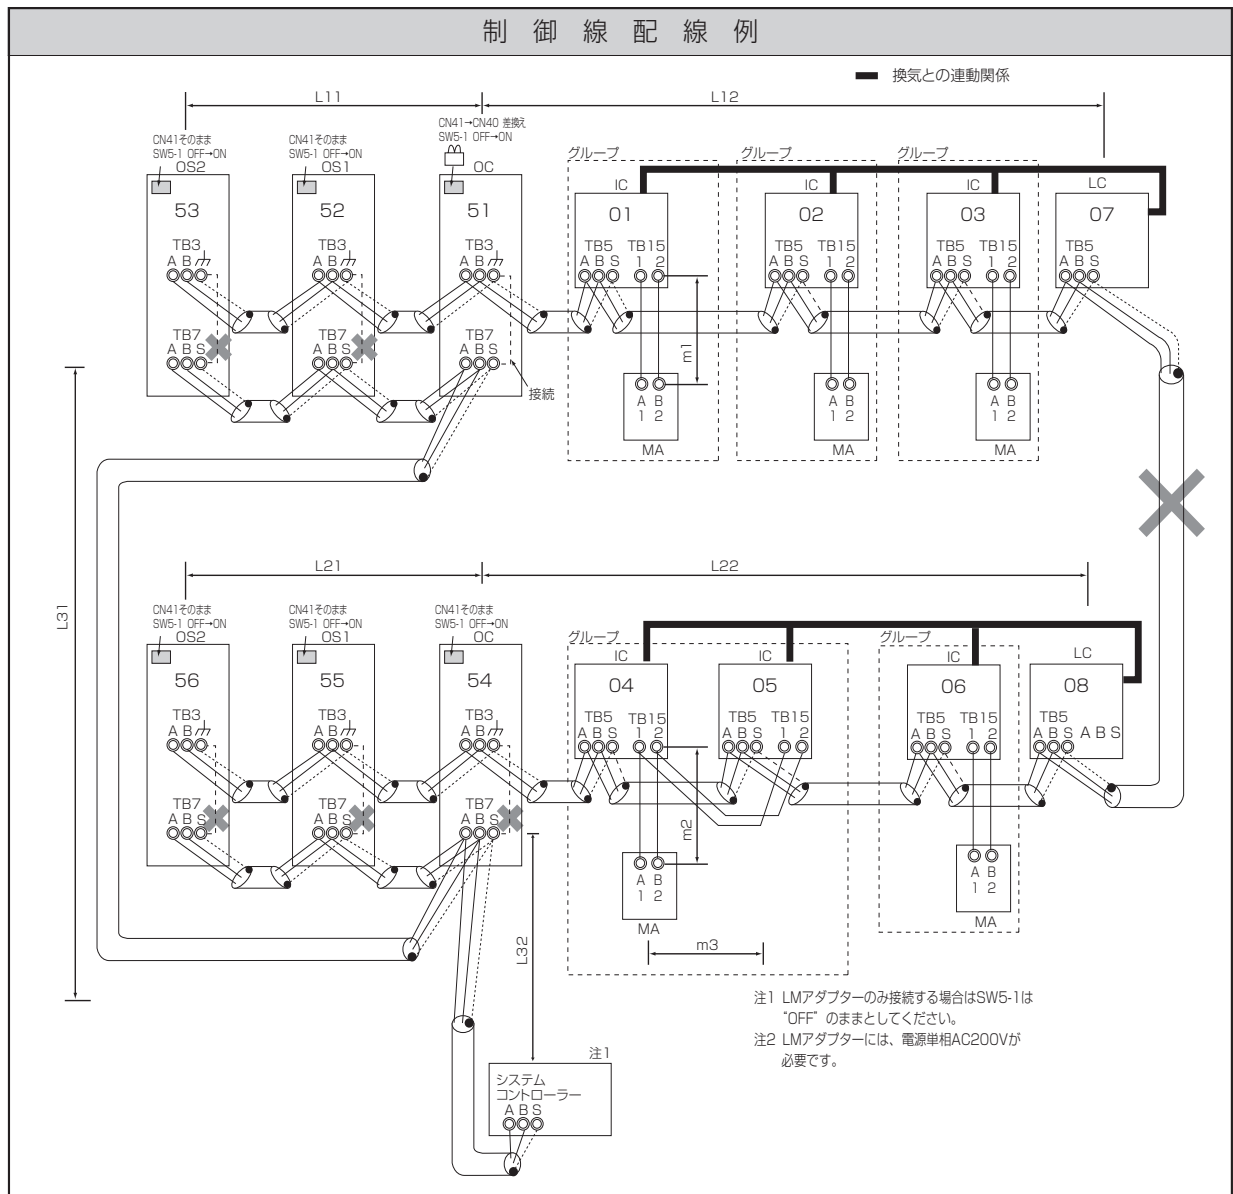 制御線配線例
換気との連動関係
L11
L12
CN41そのまま
SW5-1 OFF→ON
OS2
CN41そのまま
SW5-1 OFF→ON
OS1
CN41→CN40 差換え
SW5-1 OFF→ON
OC
グループ
グループ
グループ
IC
IC
IC
LC
53
52
51
01
02
03
07
TB3
A B
TB3
A B
TB3
A B
TB5
A B S
TB15
1 2
TB5
A B S
TB15
1 2
TB5
A B S
TB15
1 2
TB5
A B S
TB7
A B S
TB7
A B S
TB7
A B S
接続
m1
A B
1 2
MA
A B
1 2
MA
A B
1 2
MA
L31
L21
L22
CN41そのまま
SW5-1 OFF→ON
OS2
CN41そのまま
SW5-1 OFF→ON
OS1
CN41そのまま
SW5-1 OFF→ON
OC
グループ
グループ
IC
IC
IC
LC
56
55
54
04
05
06
08
TB3
A B
TB3
A B
TB3
A B
TB5
A B S
TB15
1 2
TB5
A B S
TB15
1 2
TB5
A B S
TB15
1 2
TB5
A B S
A B S
TB7
A B S
TB7
A B S
TB7
A B S
m2
A B
1 2
MA
A B
1 2
MA
m3
L32
注1 LMアダプターのみ接続する場合はSW5-1は
"OFF" のままとしてください。
注2 LMアダプターには、電源単相AC200Vが
必要です。
注1
システム
コントローラー
A B S